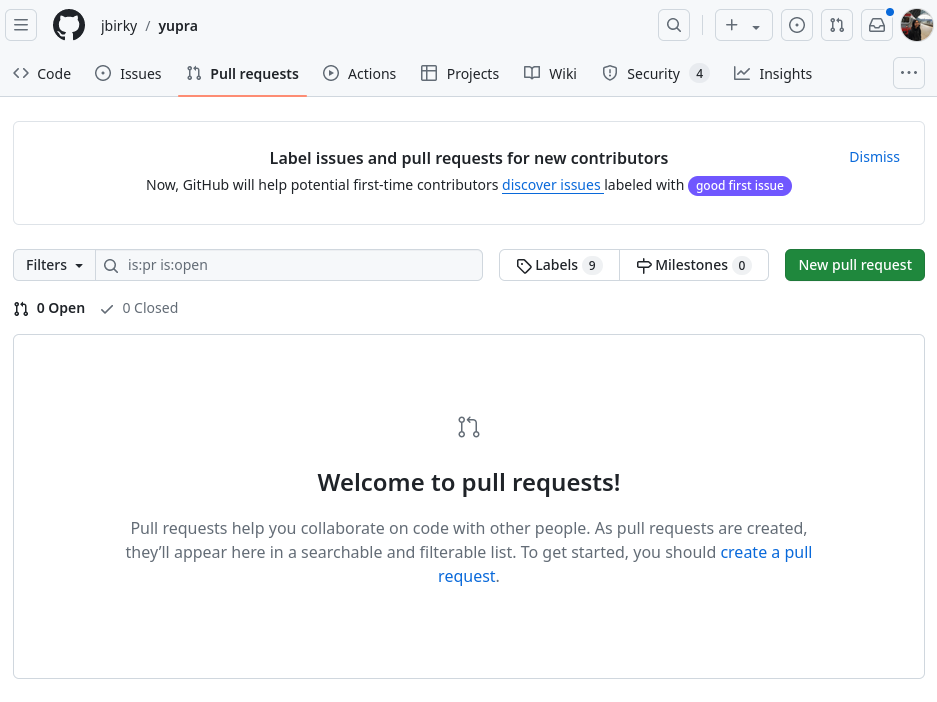 jbirky / yupra
Code Issues Pull requests Actions Projects Wiki Security 4 Insights
Label issues and pull requests for new contributors
Dismiss
Now, GitHub will help potential first-time contributors discover issues labeled with good first issue
Filters is:pr is:open Labels 9 Milestones 0 New pull request
0 Open 0 Closed
Welcome to pull requests!
Pull requests help you collaborate on code with other people. As pull requests are created,
they’ll appear here in a searchable and filterable list. To get started, you should create a pull
request.